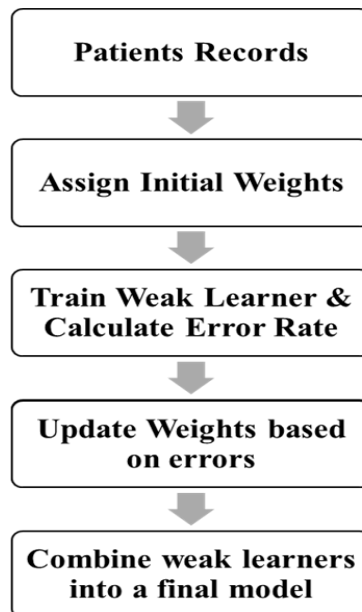 Patients Records
Assign Initial Weights
Train Weak Learner &
Calculate Error Rate
Update Weights based
on errors
Combine weak learners
into a final model